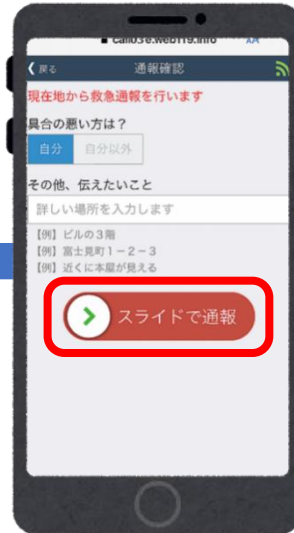 call03e.web119.info
戻る 通報確認
現在地から救急通報を行います
具合の悪い方は？
自分 自分以外
その他、伝えたいこと
詳しい場所を入力します
【例】ビルの３階
【例】富士見町１－２－３
【例】近くに本屋が見える
スライドで通報